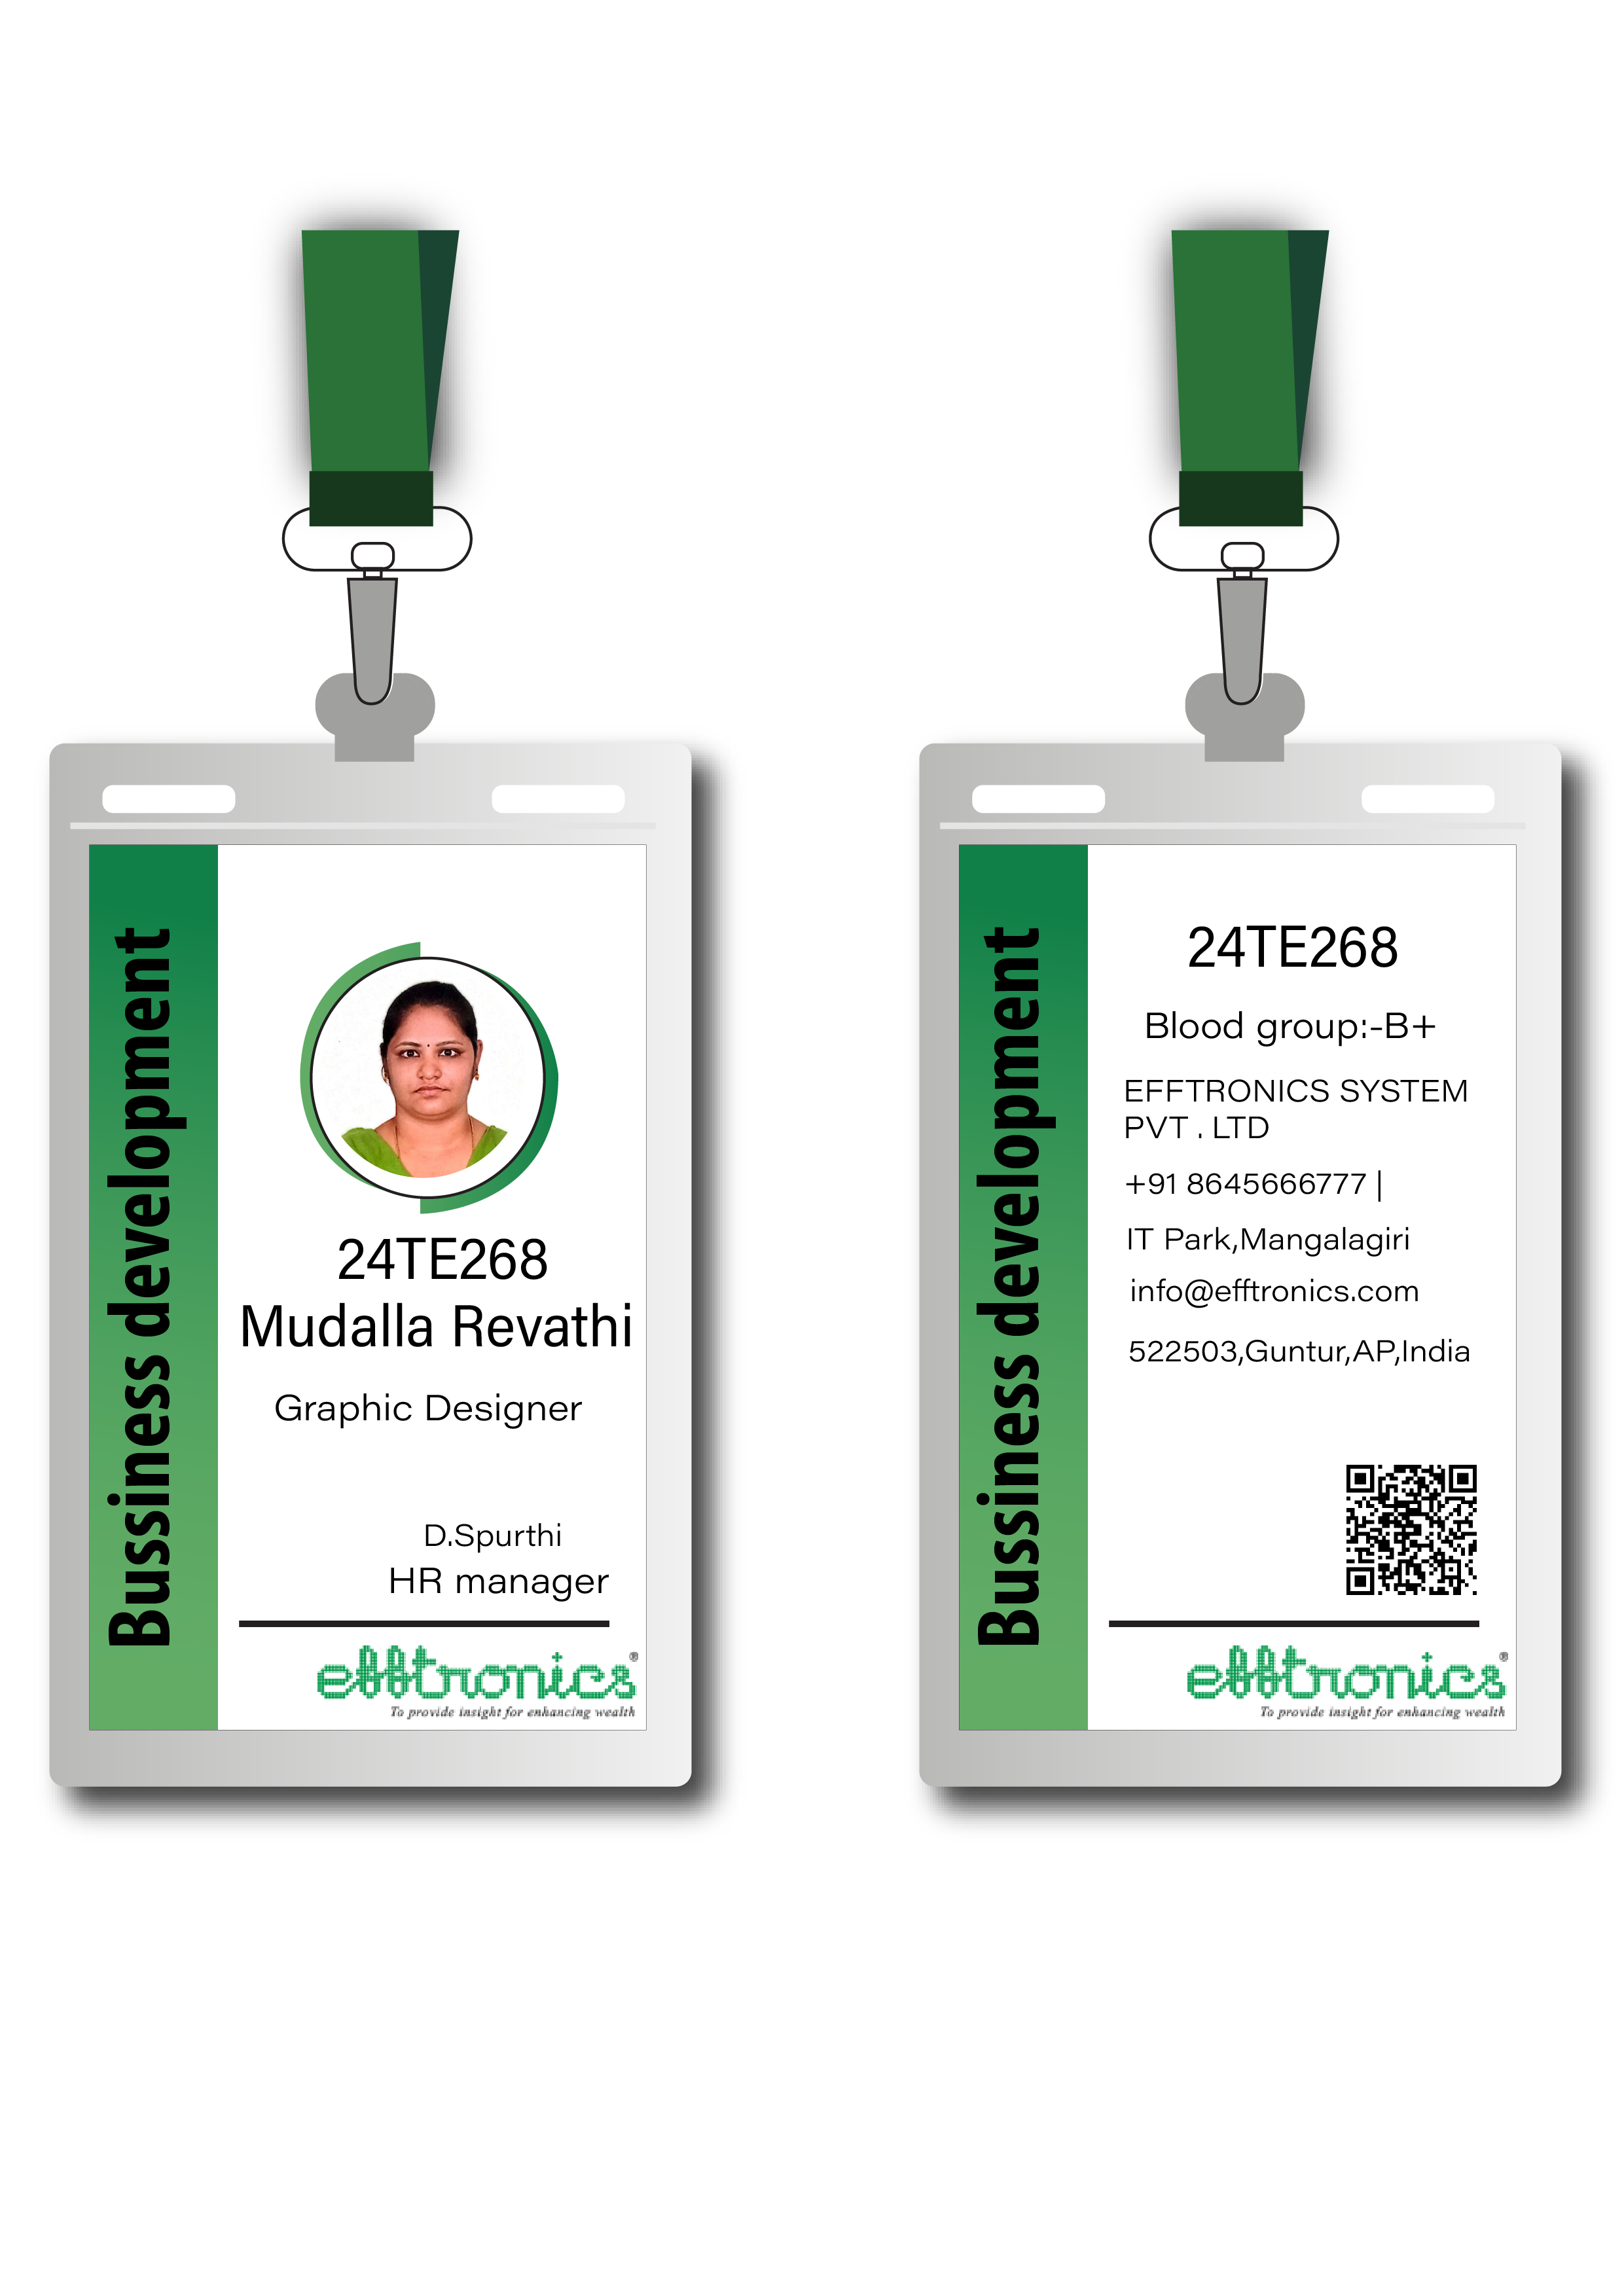 Bussiness development
24TE268
Mudalla Revathi
Graphic Designer
D.Spurthi
HR manager
efftronics®
To provide insight for enhancing wealth
Bussiness development
24TE268
Blood group:-B+
EFFTRONICS SYSTEM
PVT . LTD
+91 8645666777 |
IT Park,Mangalagiri
info@efftronics.com
522503,Guntur,AP,India
efftronics®
To provide insight for enhancing wealth